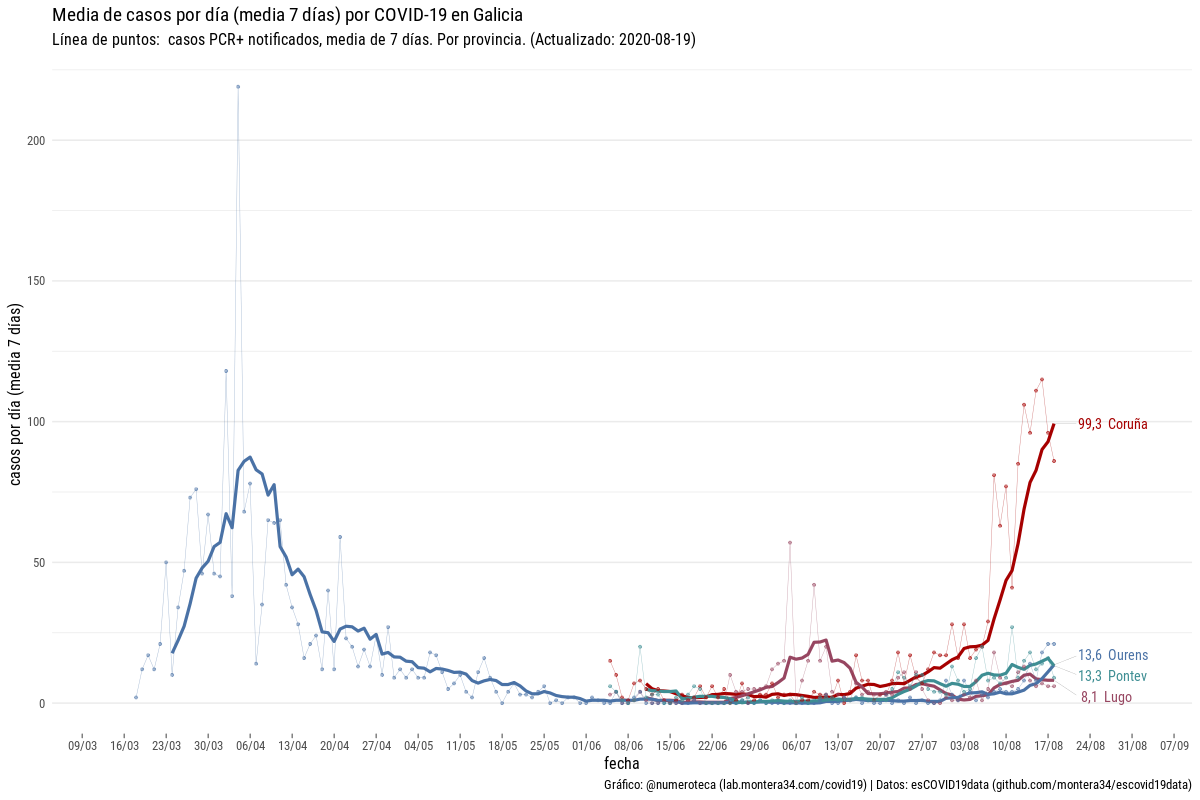 Media de casos por día (media 7 días) por COVID-19 en Galicia
Línea de puntos:  casos PCR+ notificados, media de 7 días. Por provincia. (Actualizado: 2020-08-19)
casos por día (media 7 días)
200
150
100
50
0
99,3 Coruña
13,6 Ourens
13,3 Pontev
8,1 Lugo
09/03 16/03 23/03 30/03 06/04 13/04 20/04 27/04 04/05 11/05 18/05 25/05 01/06 08/06 15/06 22/06 29/06 06/07 13/07 20/07 27/07 03/08 10/08 17/08 24/08 31/08 07/09
fecha
Gráfico: @numeroteca (lab.montera34.com/covid19) | Datos: esCOVID19data (github.com/montera34/escovid19data)